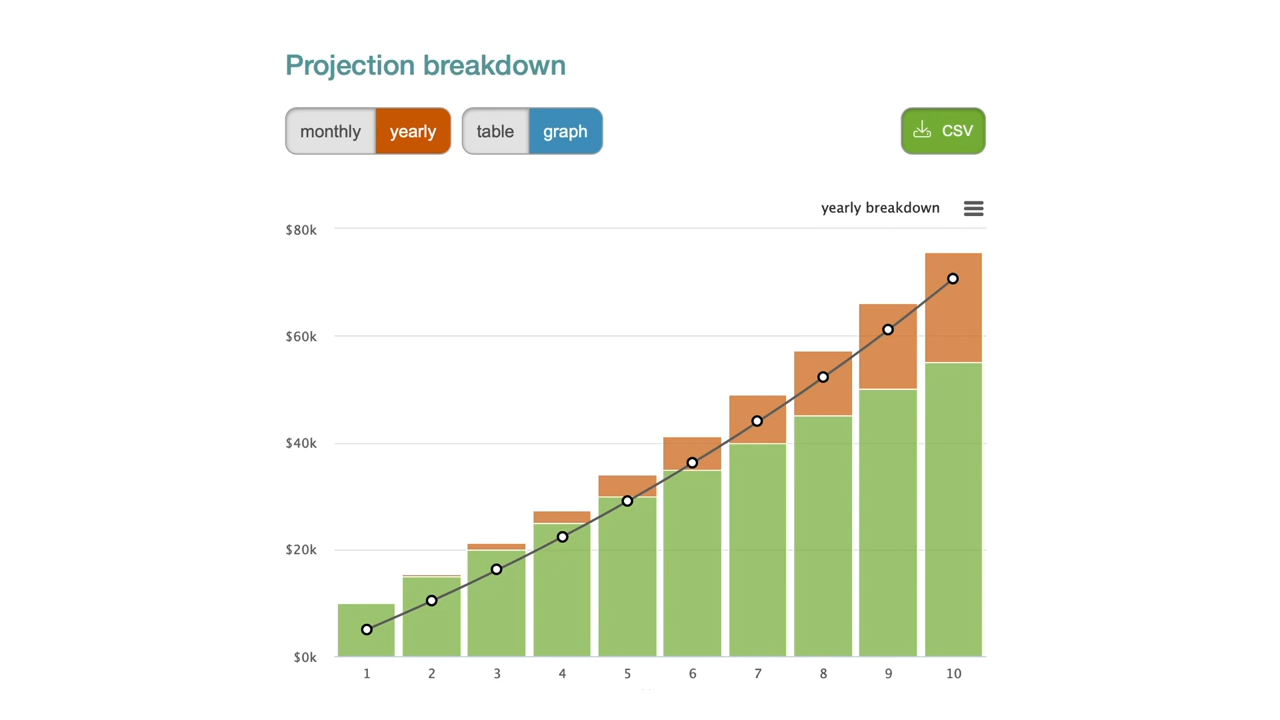 Projection breakdown
monthly yearly table graph CSV
yearly breakdown
$80k
$60k
$40k
$20k
$0k
1 2 3 4 5 6 7 8 9 10